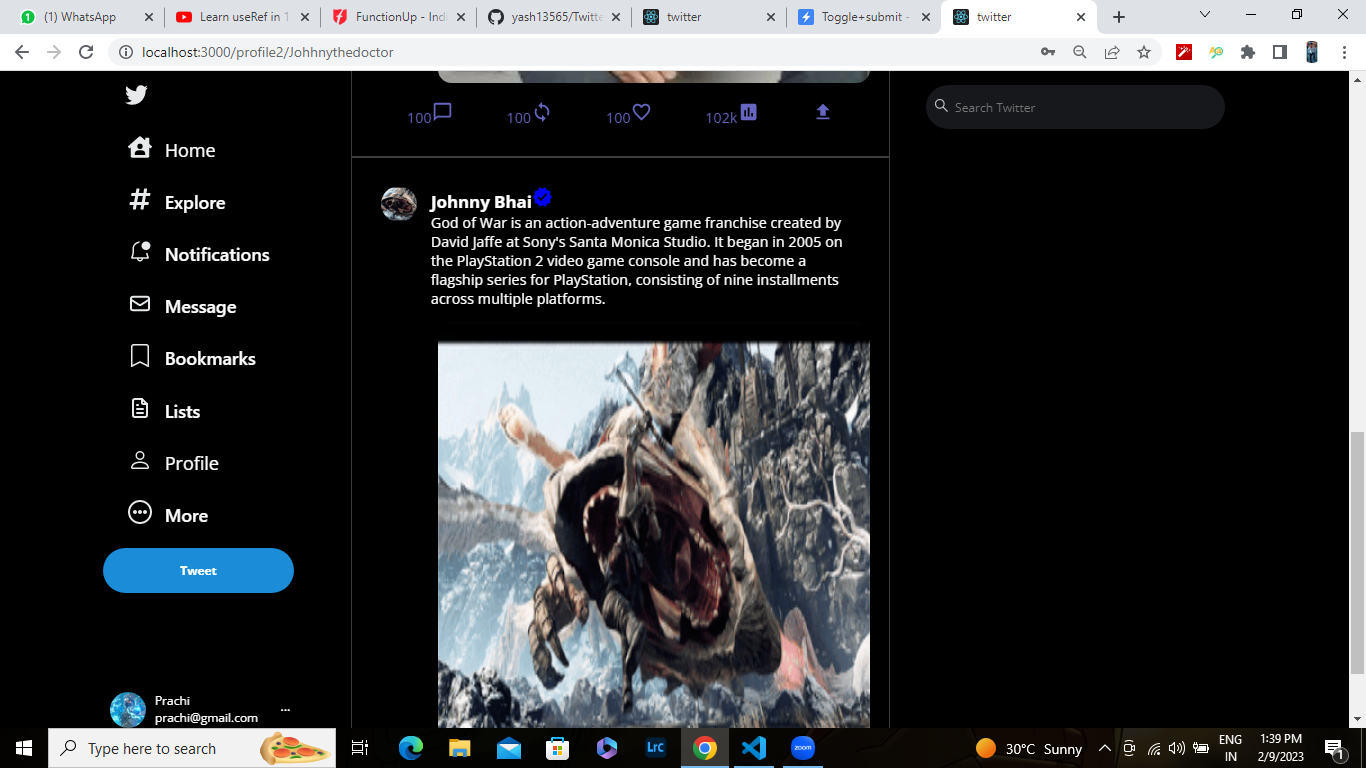 (1) WhatsApp
Learn useRef in 1
FunctionUp - Indi
yash13565/Twitte
twitter
Toggle+submit -
twitter
localhost:3000/profile2/Johhnythedoctor
100
100
100
102k
Search Twitter
Home
Explore
Notifications
Message
Bookmarks
Lists
Profile
More
Tweet
Prachi
prachi@gmail.com
...
Johnny Bhai
God of War is an action-adventure game franchise created by
David Jaffe at Sony's Santa Monica Studio. It began in 2005 on
the PlayStation 2 video game console and has become a
flagship series for PlayStation, consisting of nine installments
across multiple platforms.
Type here to search
Lrc
zoom
30°C Sunny
ENG
IN
1:39 PM
2/9/2023
1